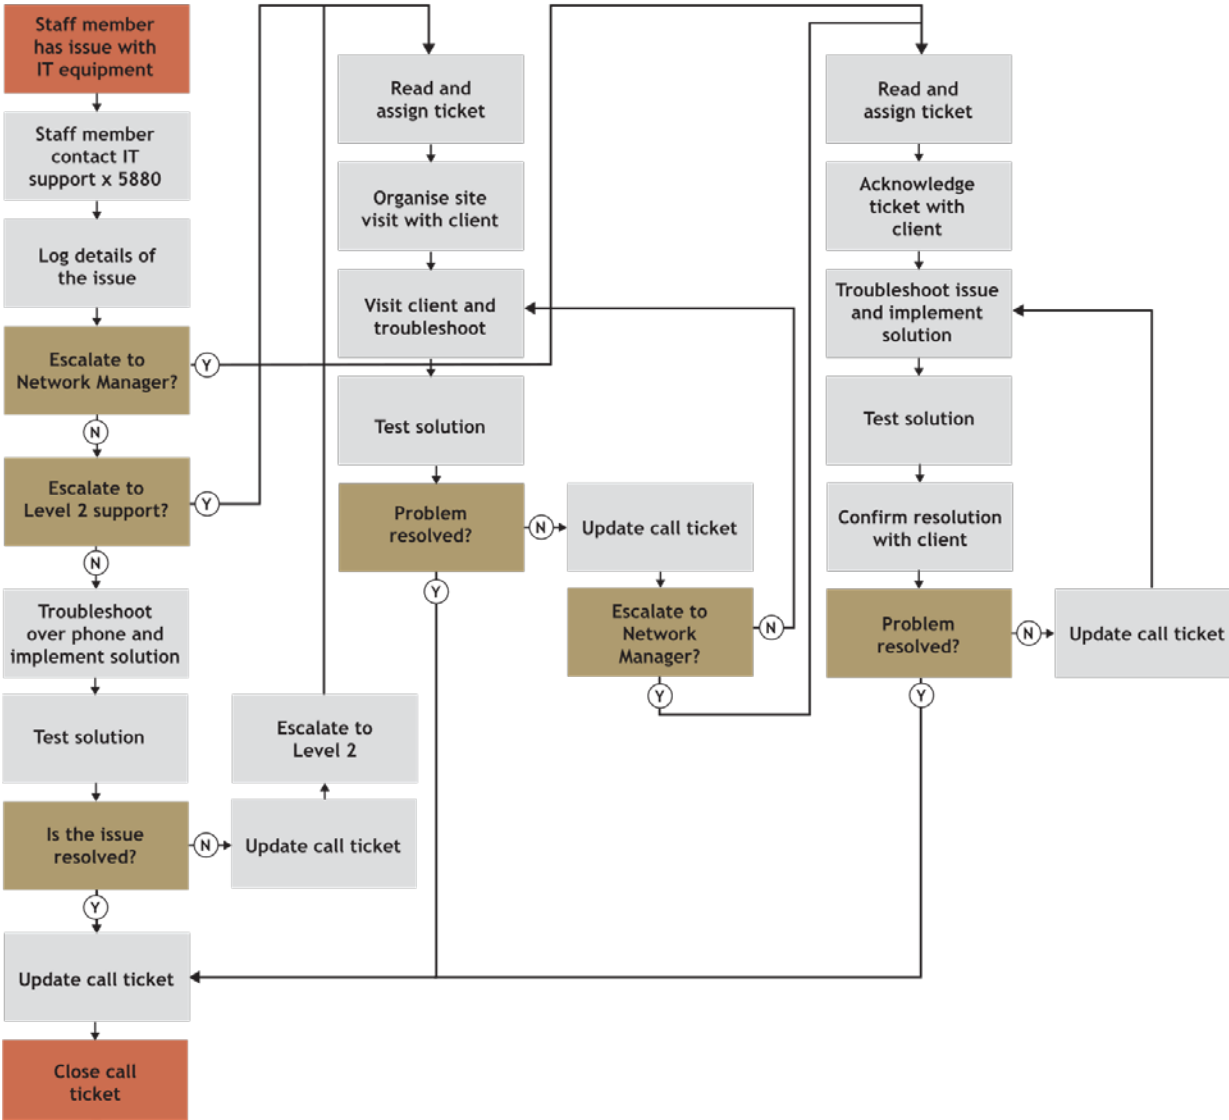 Staff member
has issue with
IT equipment
Staff member
contact IT
support x 5880
Log details of
the issue
Escalate to
Network Manager?
Y
N
Escalate to
Level 2 support?
Y
N
Troubleshoot
over phone and
implement solution
Test solution
Is the issue
resolved?
N
Y
Update call ticket
Escalate to
Level 2
Update call ticket
Close call
ticket
Read and
assign ticket
Organise site
visit with client
Visit client and
troubleshoot
Test solution
Problem
resolved?
N
Y
Update call ticket
Escalate to
Network
Manager?
N
Y
Read and
assign ticket
Acknowledge
ticket with
client
Troubleshoot issue
and implement
solution
Test solution
Confirm resolution
with client
Problem
resolved?
N
Y
Update call ticket